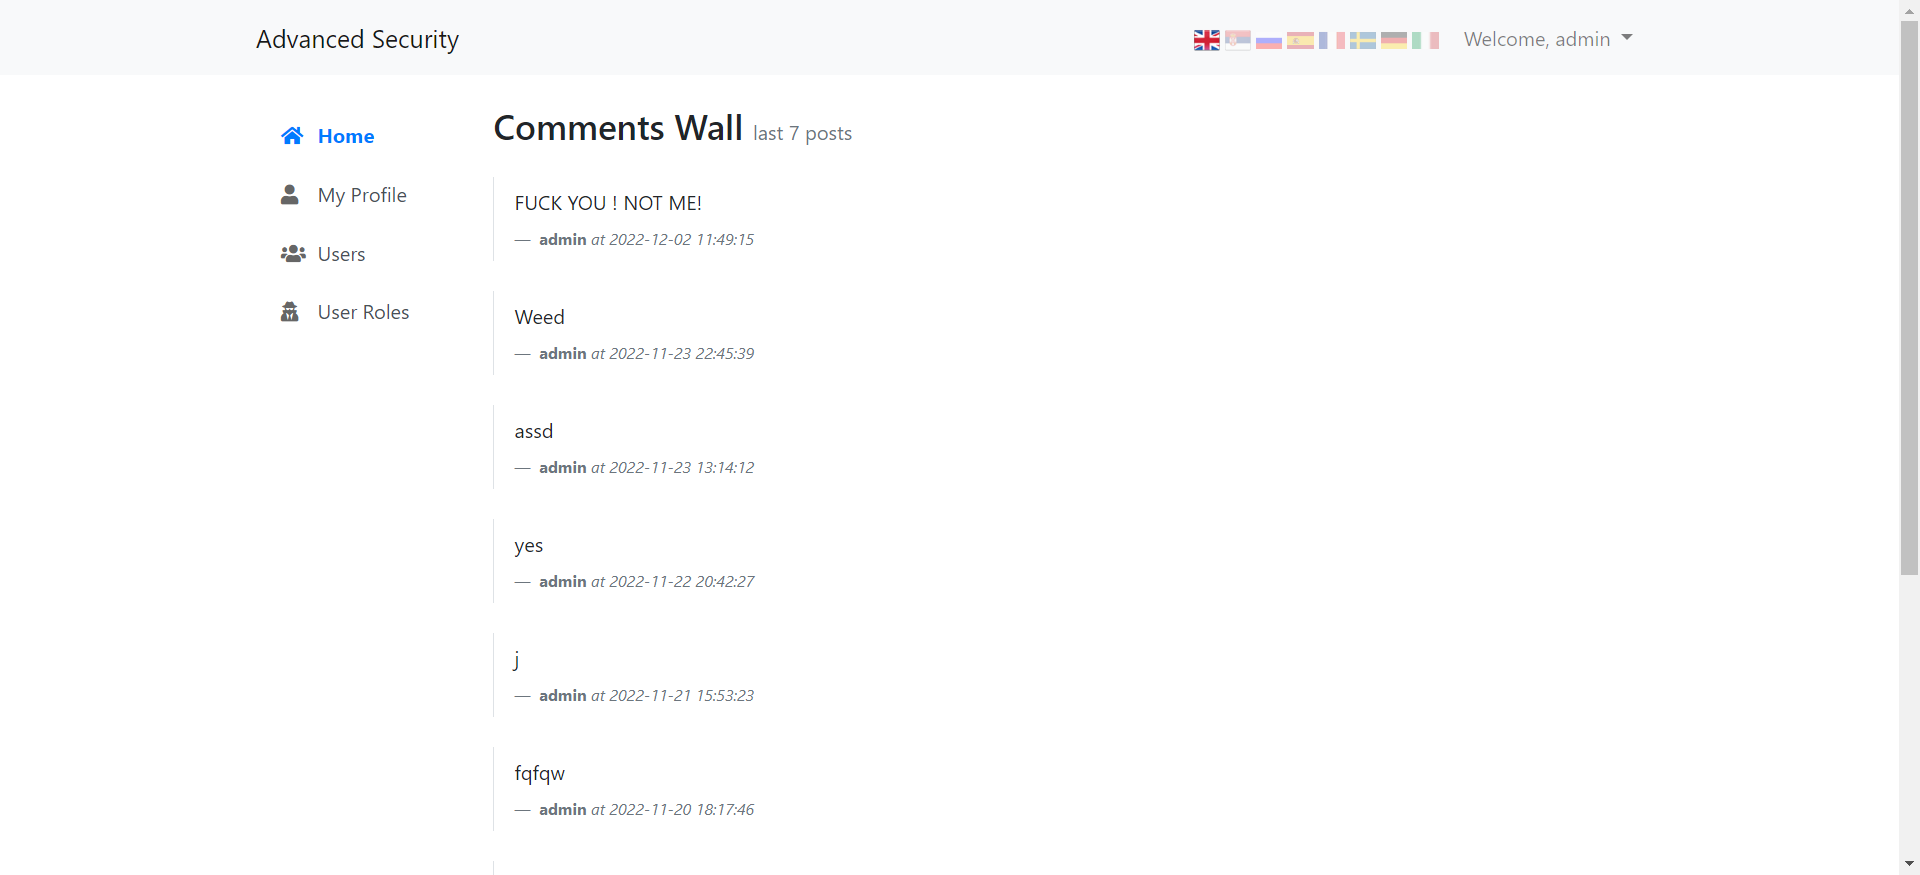 Advanced Security
Welcome, admin
Home
My Profile
Users
User Roles
Comments Wall last 7 posts
FUCK YOU ! NOT ME!
— admin at 2022-12-02 11:49:15
Weed
— admin at 2022-11-23 22:45:39
assd
— admin at 2022-11-23 13:14:12
yes
— admin at 2022-11-22 20:42:27
j
— admin at 2022-11-21 15:53:23
fqfqw
— admin at 2022-11-20 18:17:46